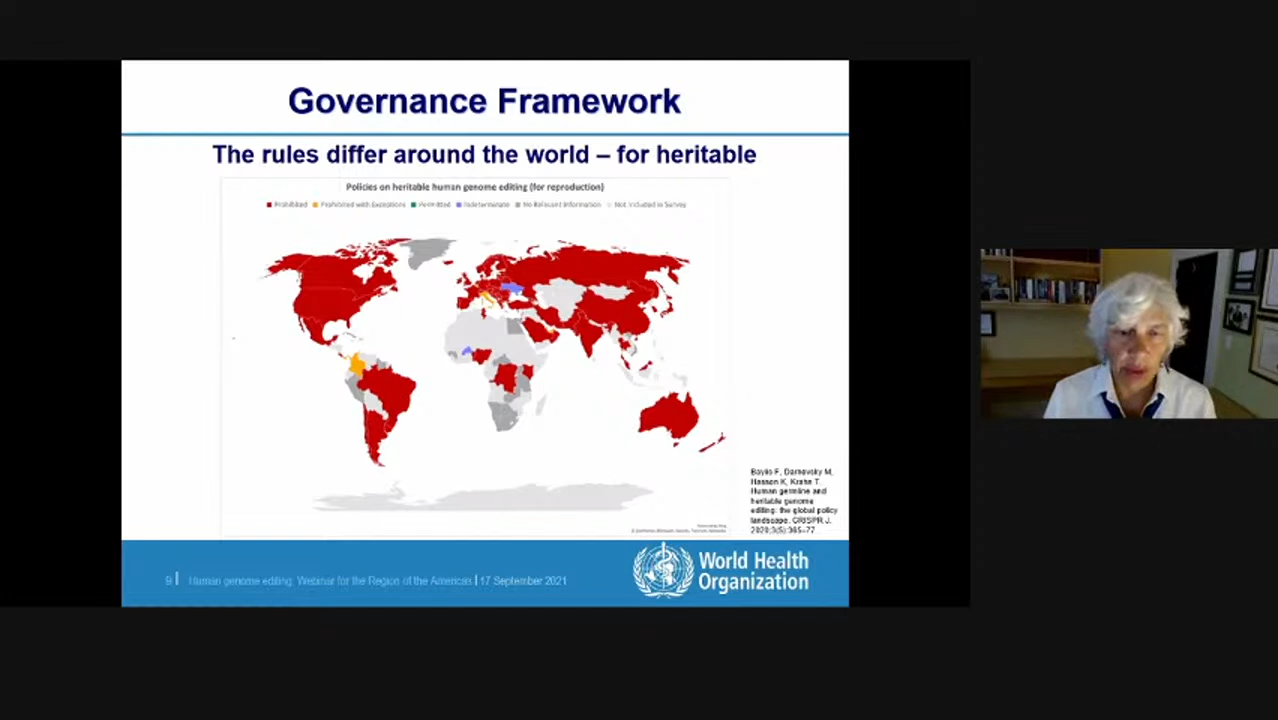 Governance Framework
The rules differ around the world – for heritable
Policies on heritable human genome editing (for reproduction)
Prohibited Prohibited with Exceptions Permitted Indeterminate No Relevant Information Not Included in Survey
Baylis F, Darnovsky M,
Hasson K, Krahn T.
Human germline and
heritable genome
editing: the global policy
landscape. CRISPR J.
2020;3(5):365–77
9 | Human genome editing: Webinar for the Region of the Americas | 17 September 2021
World Health
Organization